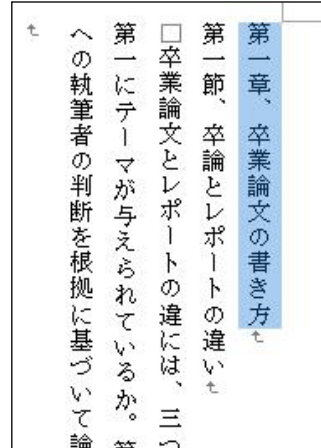 第一章、卒業論文の書き方
第一節、卒論とレポートの違い
□卒業論文とレポートの違には、三つ
第一にテーマが与えられているか。第
への執筆者の判断を根拠に基づいて論